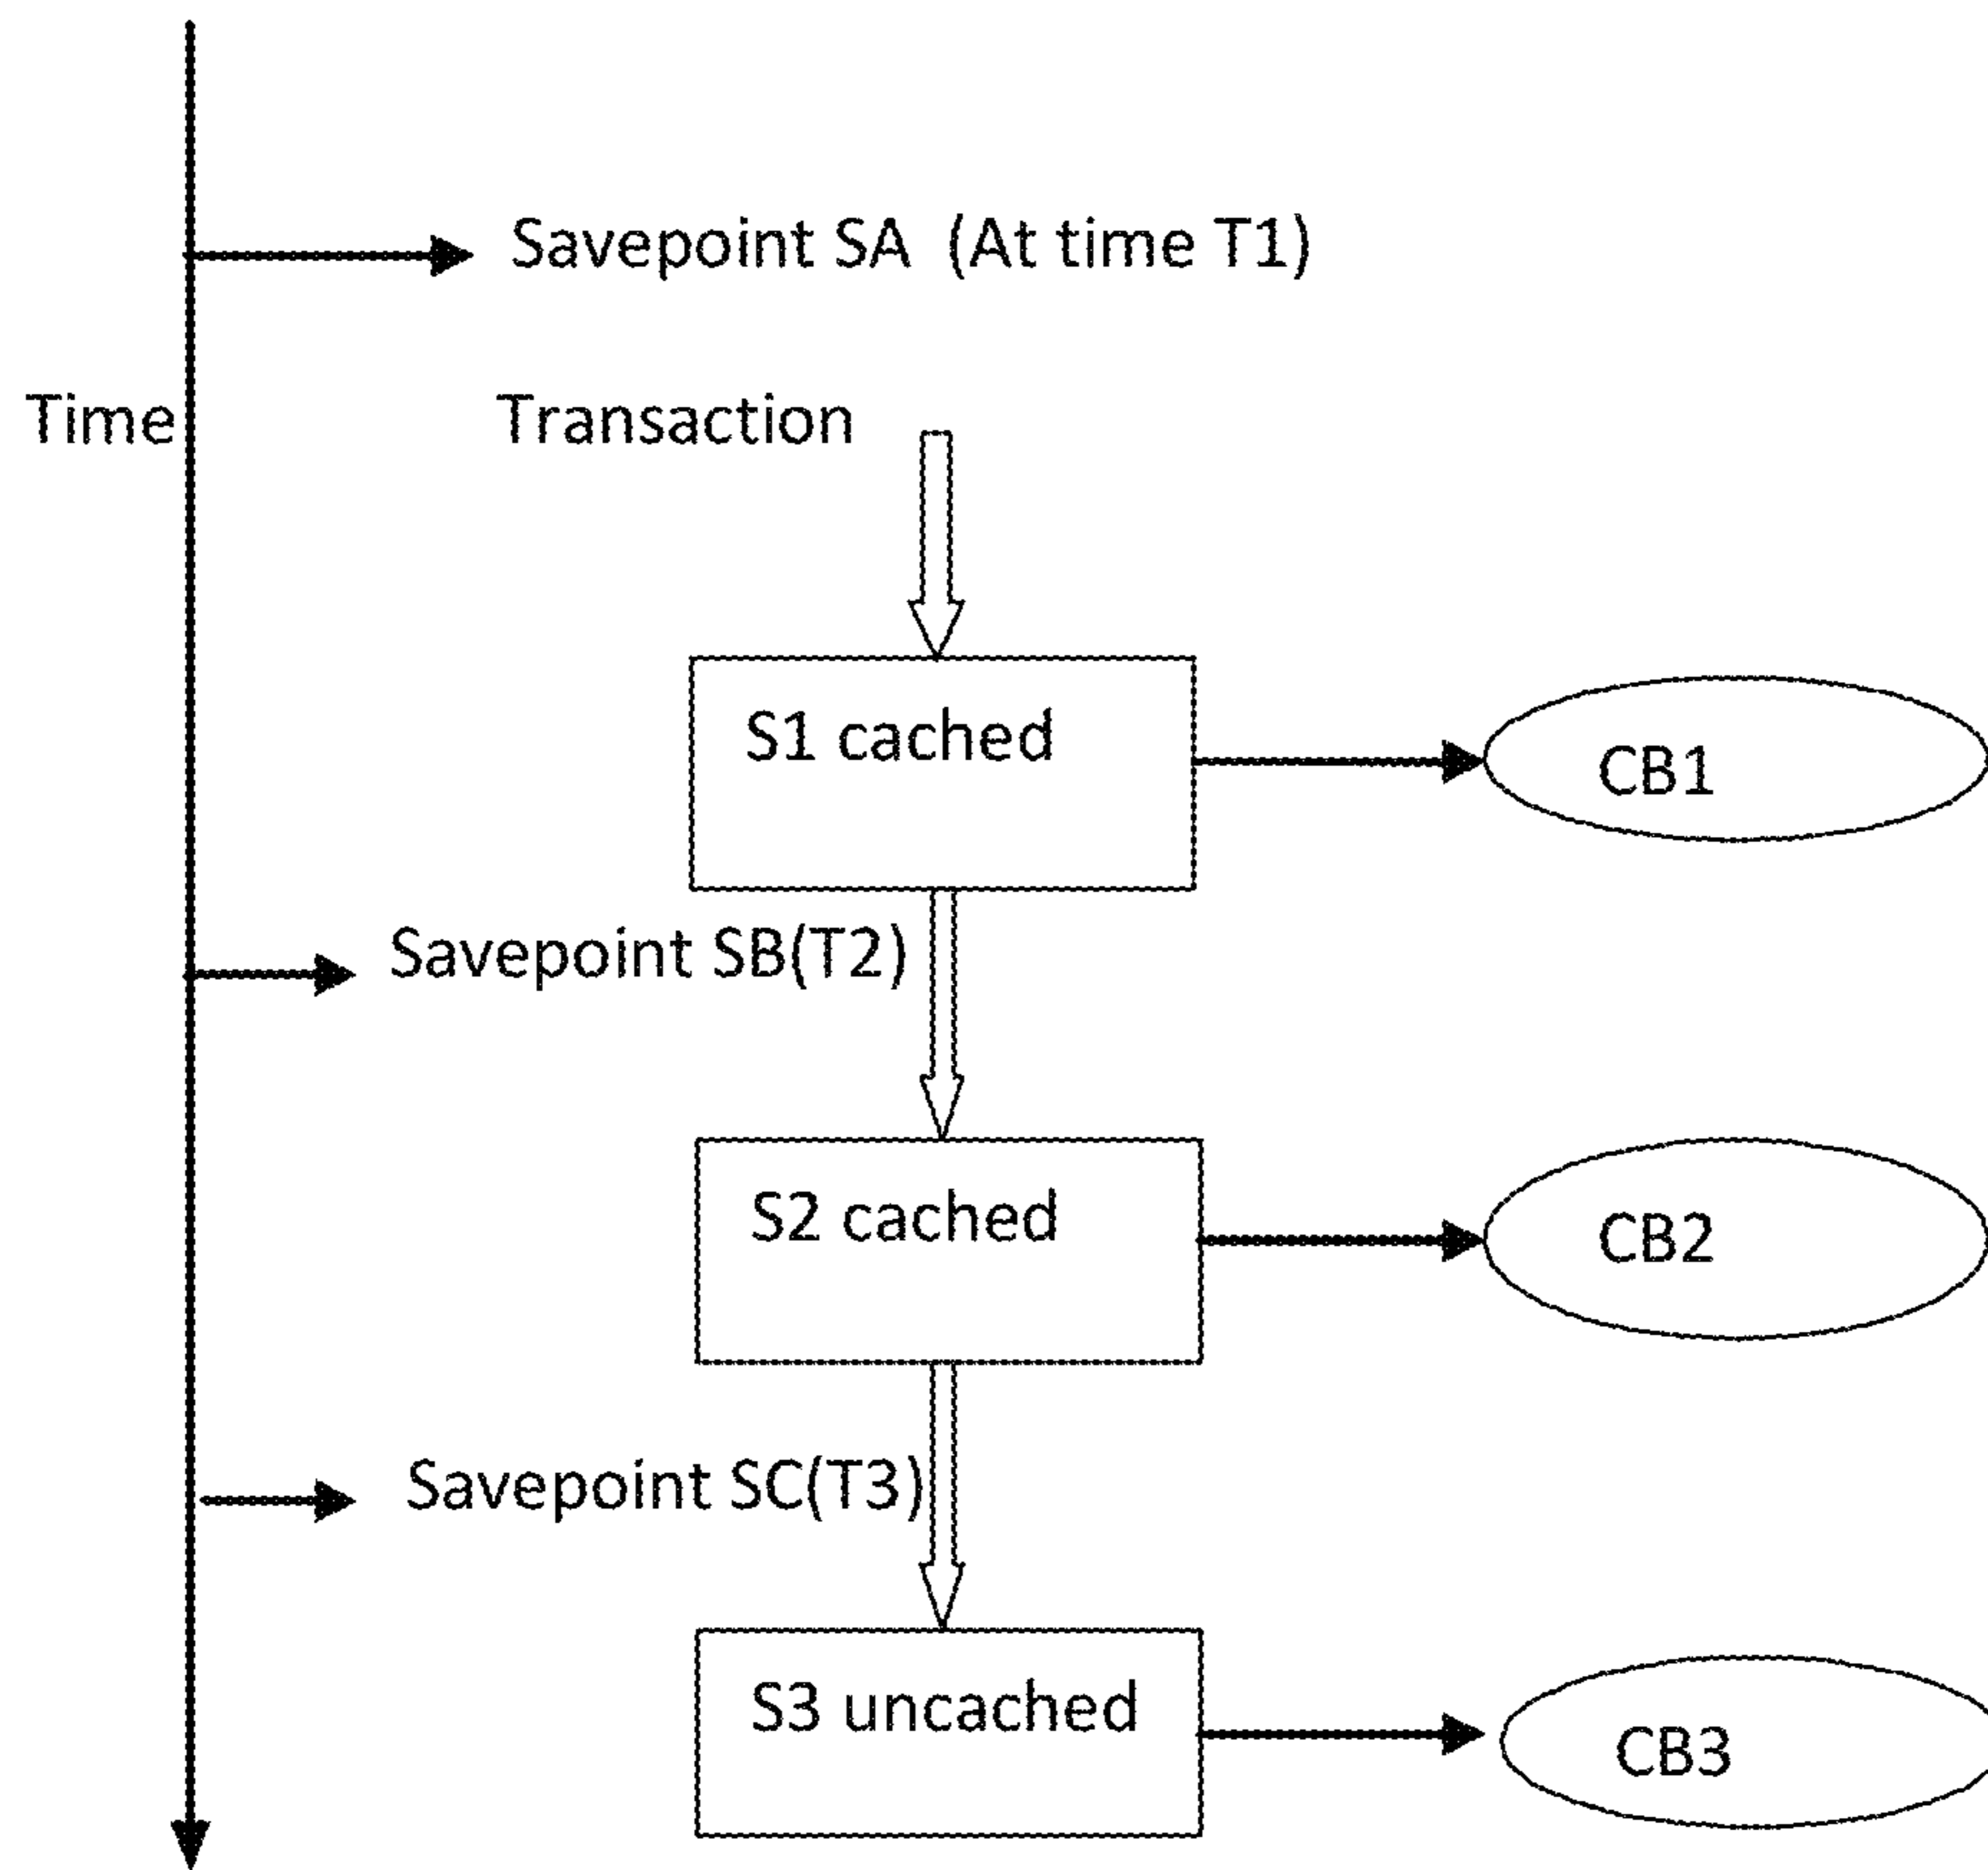 Savepoint SA (At time T1)
Time
Transaction
S1 cached
CB1
Savepoint SB(T2)
S2 cached
CB2
Savepoint SC(T3)
S3 uncached
CB3